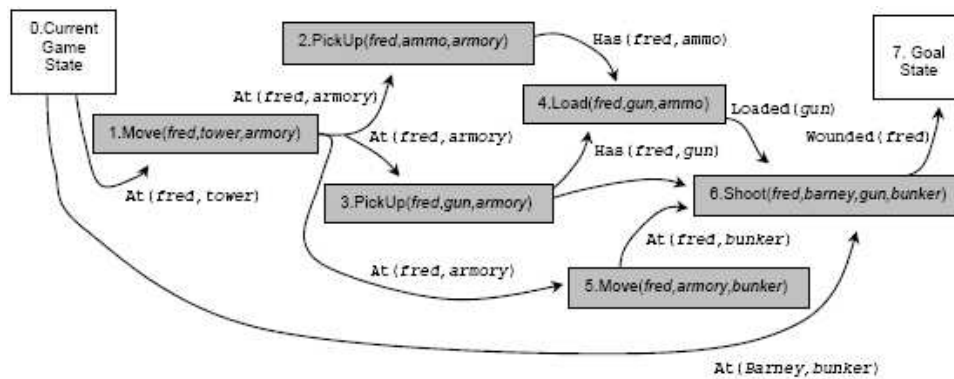 0.Current
Game
State
2.PickUp(fred,ammo,armory)
Has(fred,ammo)
7. Goal
State
At(fred,armory)
4.Load(fred,gun,ammo)
Loaded(gun)
1.Move(fred,tower,armory)
At(fred,armory)
Wounded(fred)
Has(fred,gun)
At(fred,tower)
3.PickUp(fred,gun,armory)
6.Shoot(fred,barney,gun,bunker)
At(fred,bunker)
At(fred,armory)
5.Move(fred,armory,bunker)
At(Barney,bunker)